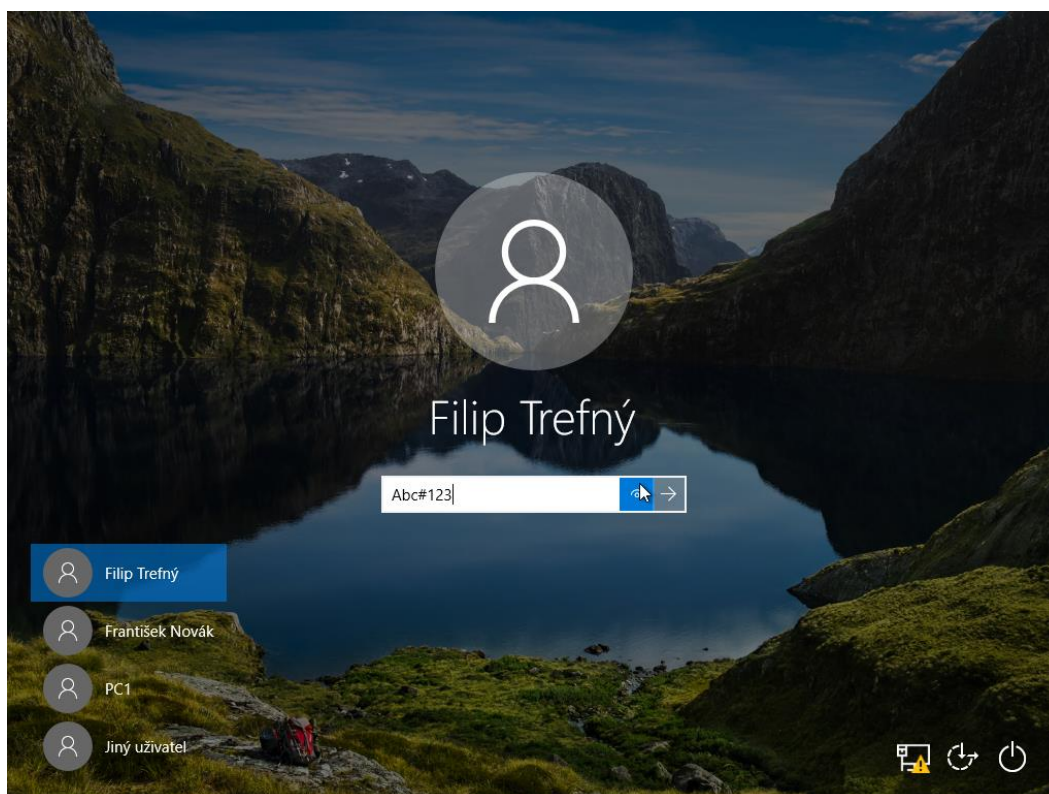 Filip Trefný
Abc#123
Filip Trefný
František Novák
PC1
Jiný uživatel